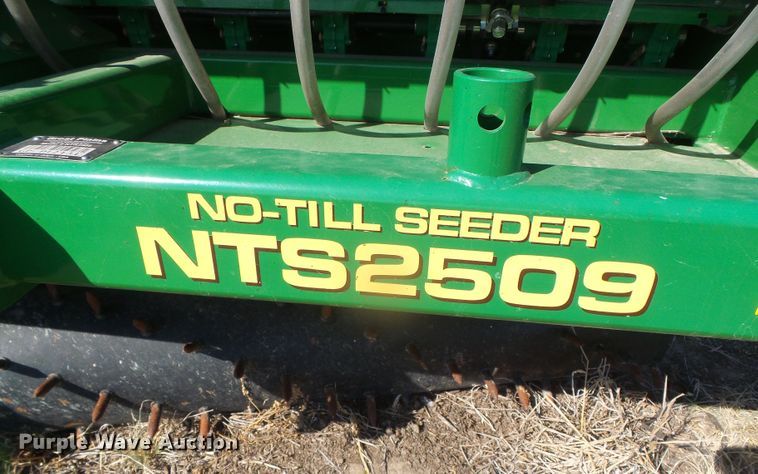 NO-TILL SEEDER
NTS2509
Purple Wave Auction